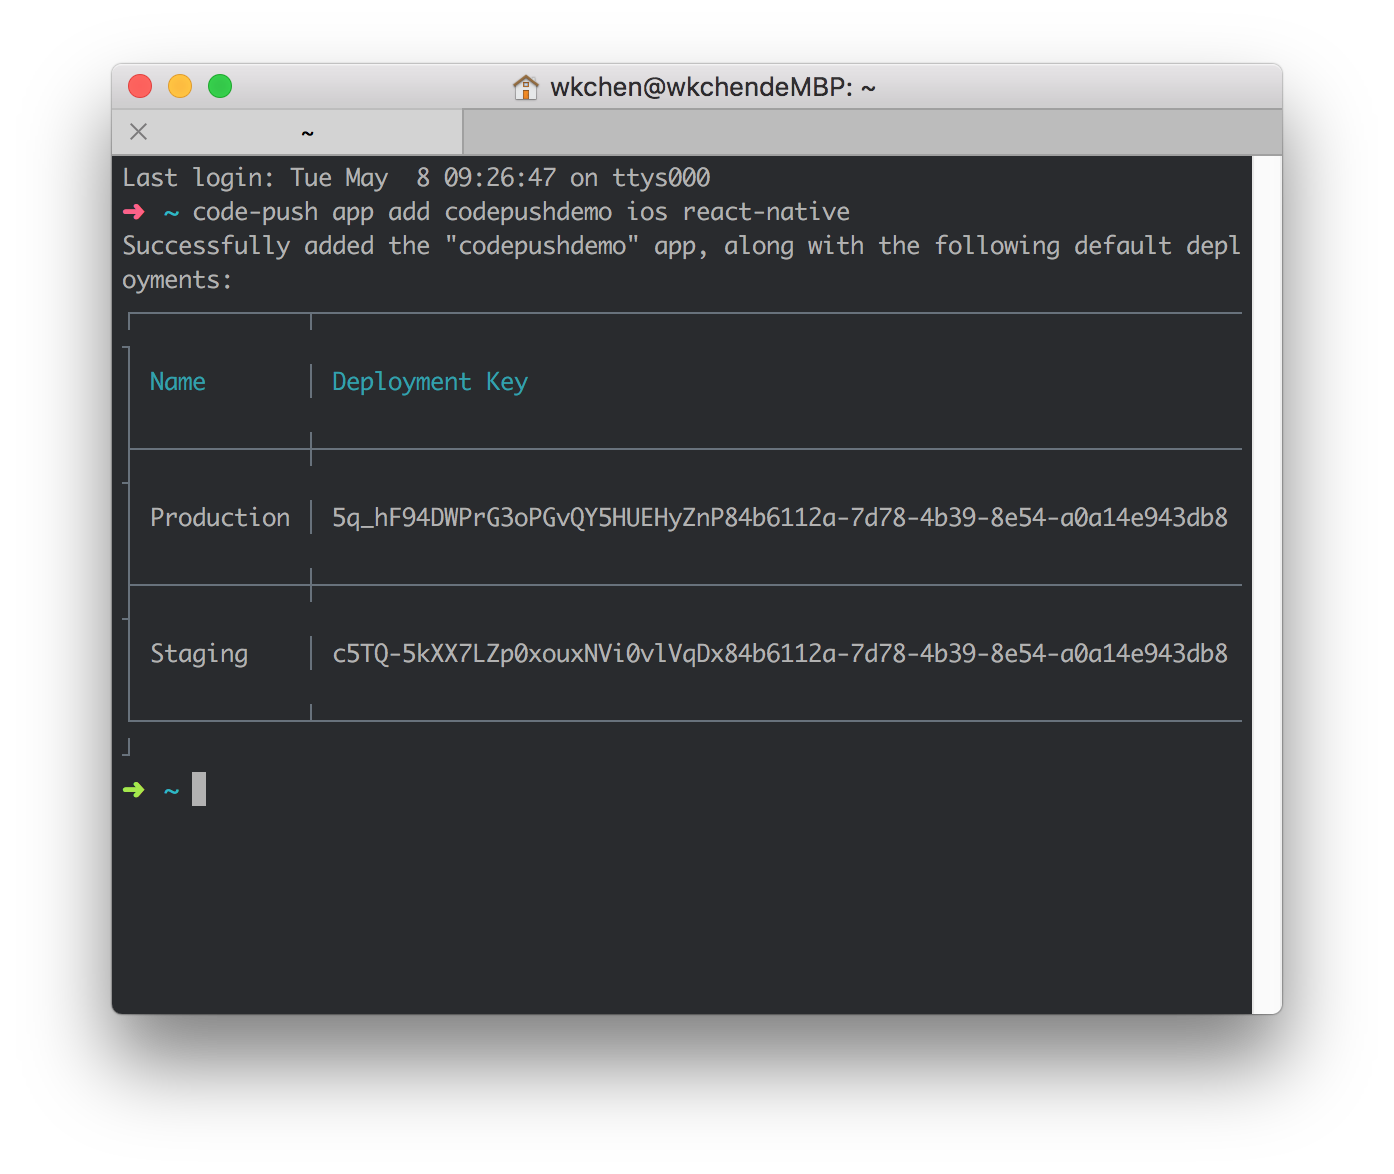 wkchen@wkchendeMBP: ~
~
Last login: Tue May  8 09:26:47 on ttys000
➜ ~ code-push app add codepushdemo ios react-native
Successfully added the "codepushdemo" app, along with the following default depl
oyments:
Name │ Deployment Key
Production │ 5q_hF94DWPrG3oPGvQY5HUEHyZnP84b6112a-7d78-4b39-8e54-a0a14e943db8
Staging │ c5TQ-5kXX7LZp0xouxNVi0vlVqDx84b6112a-7d78-4b39-8e54-a0a14e943db8
➜ ~